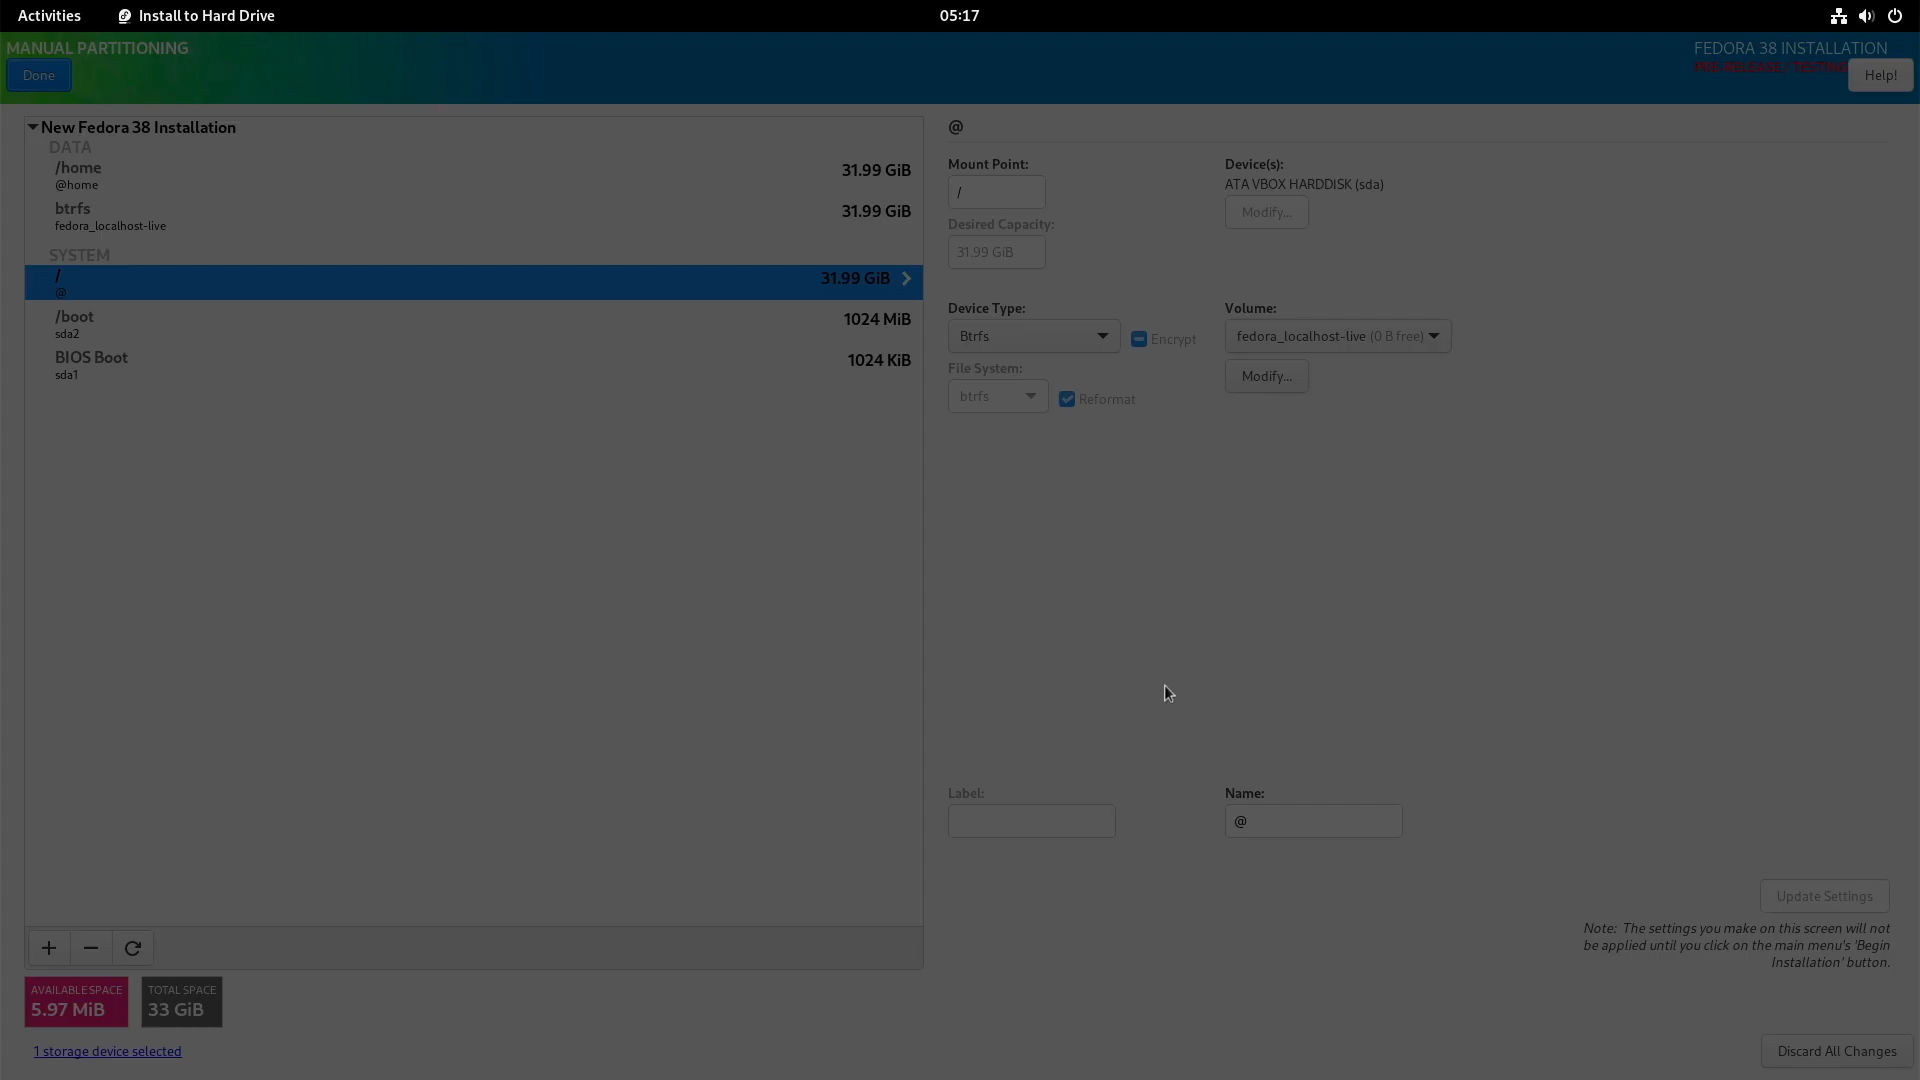 Activities
Install to Hard Drive
05:17
MANUAL PARTITIONING
Done
FEDORA 38 INSTALLATION
PRE-RELEASE / TESTING
Help!
New Fedora 38 Installation
DATA
/home
31.99 GiB
@home
btrfs
31.99 GiB
fedora_localhost-live
SYSTEM
/
31.99 GiB
@
/boot
1024 MiB
sda2
BIOS Boot
1024 KiB
sda1
@
Mount Point:
/
Desired Capacity:
31.99 GiB
Device(s):
ATA VBOX HARDDISK (sda)
Modify...
Device Type:
Btrfs
Encrypt
File System:
btrfs
Reformat
Volume:
fedora_localhost-live (0 B free)
Modify...
Label:
Name:
@
Update Settings
Note: The settings you make on this screen will not
be applied until you click on the main menu's 'Begin
Installation' button.
AVAILABLE SPACE
5.97 MiB
TOTAL SPACE
33 GiB
1 storage device selected
Discard All Changes